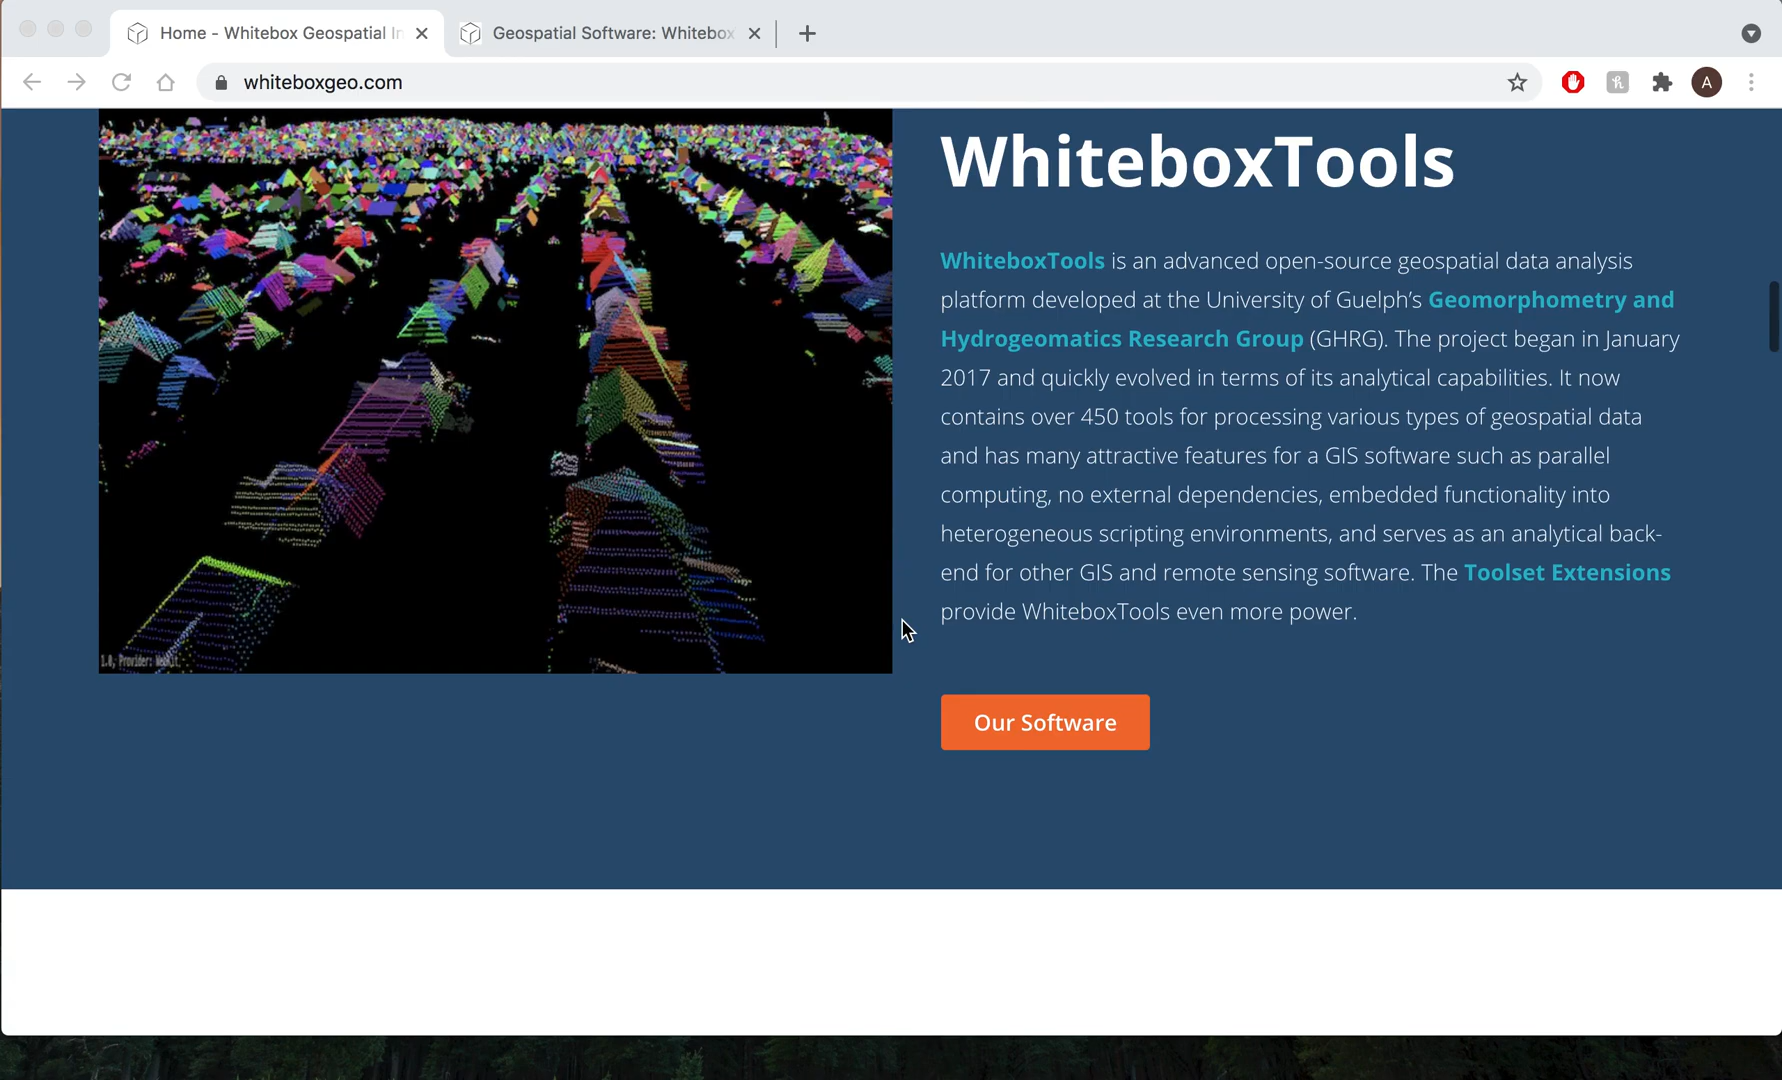 Home - Whitebox Geospatial In
Geospatial Software: Whitebox
whiteboxgeo.com
A
WhiteboxTools
WhiteboxTools is an advanced open-source geospatial data analysis
platform developed at the University of Guelph’s Geomorphometry and
Hydrogeomatics Research Group (GHRG). The project began in January
2017 and quickly evolved in terms of its analytical capabilities. It now
contains over 450 tools for processing various types of geospatial data
and has many attractive features for a GIS software such as parallel
computing, no external dependencies, embedded functionality into
heterogeneous scripting environments, and serves as an analytical back-
end for other GIS and remote sensing software. The Toolset Extensions
provide WhiteboxTools even more power.
1.0, Provider:
Our Software